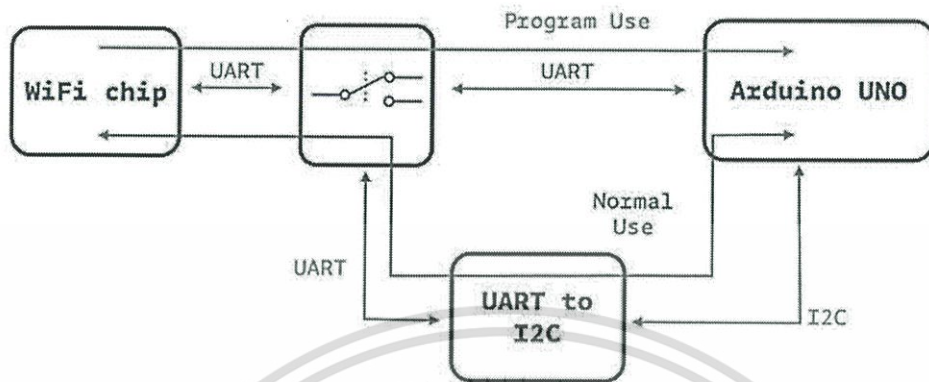 Program Use
WiFi chip
UART
UART
Arduino UNO
Normal
Use
UART
UART to
I2C
I2C